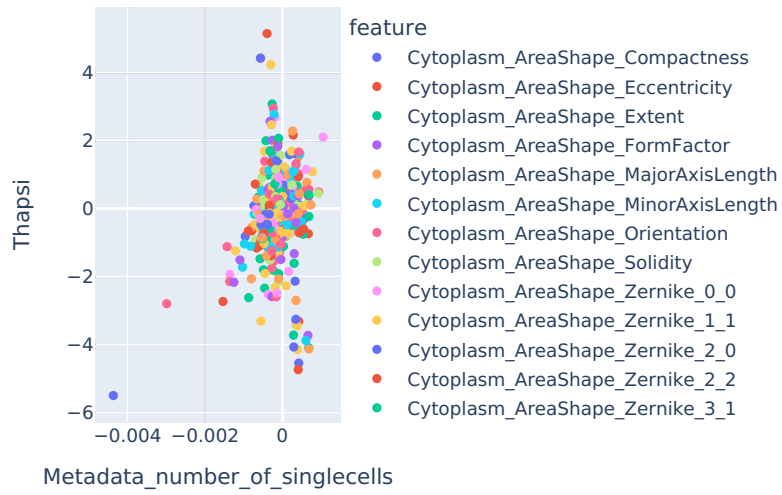 feature
Cytoplasm_AreaShape_Compactness
Cytoplasm_AreaShape_Eccentricity
Cytoplasm_AreaShape_Extent
Cytoplasm_AreaShape_FormFactor
Cytoplasm_AreaShape_MajorAxisLength
Cytoplasm_AreaShape_MinorAxisLength
Cytoplasm_AreaShape_Orientation
Cytoplasm_AreaShape_Solidity
Cytoplasm_AreaShape_Zernike_0_0
Cytoplasm_AreaShape_Zernike_1_1
Cytoplasm_AreaShape_Zernike_2_0
Cytoplasm_AreaShape_Zernike_2_2
Cytoplasm_AreaShape_Zernike_3_1
Thapsi
4
2
0
−2
−4
−6
−0.004 −0.002 0
Metadata_number_of_singlecells